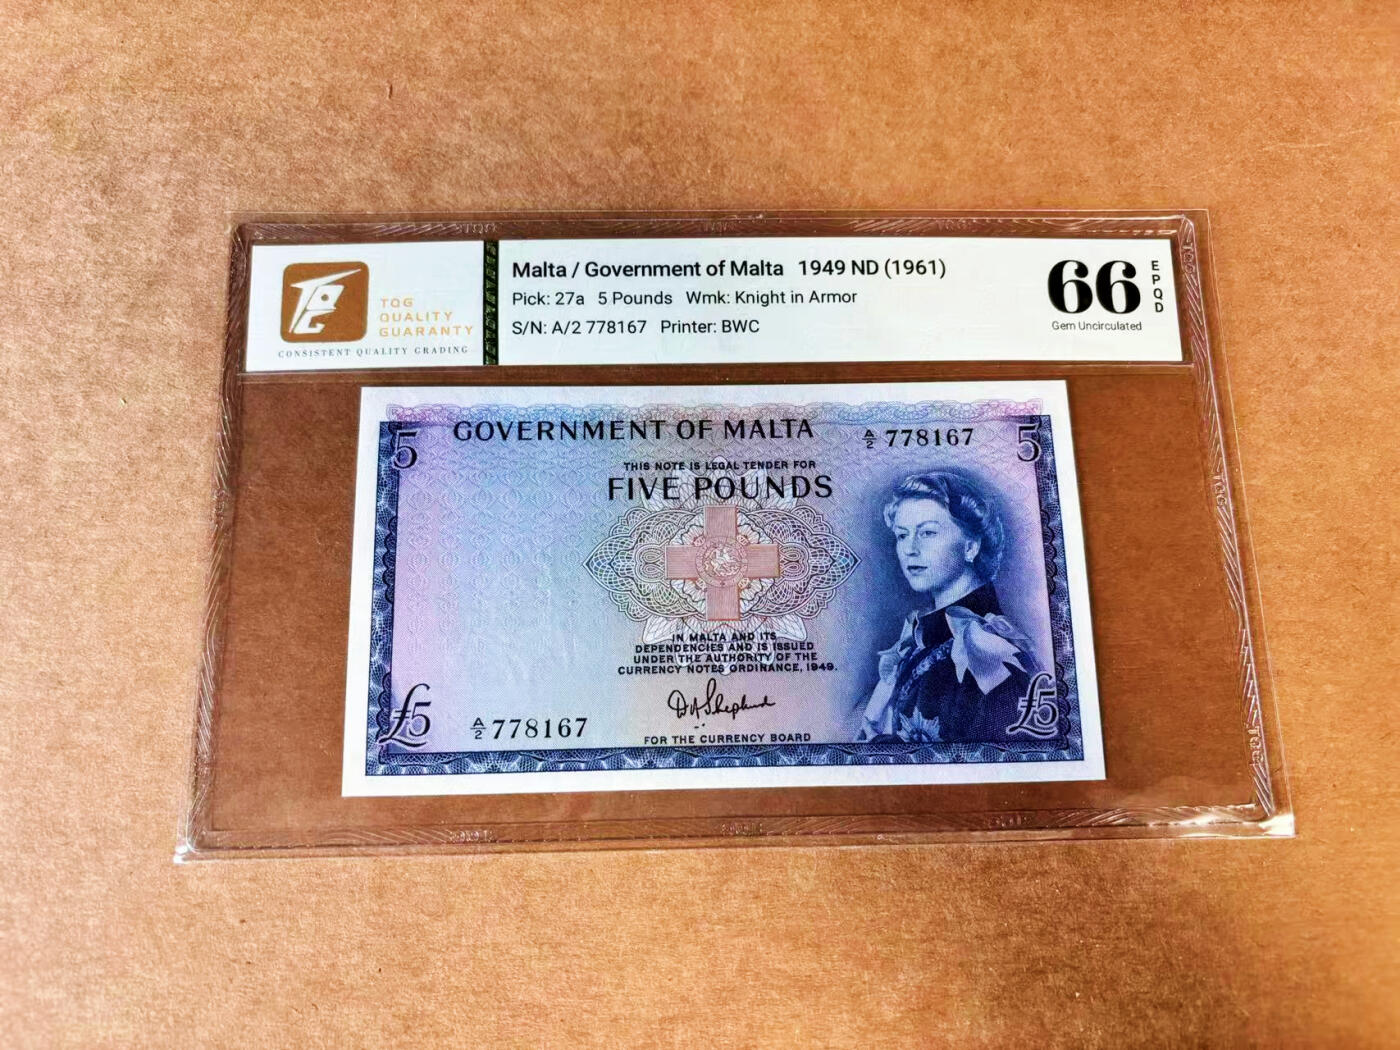 TQG
QUALITY
GUARANTY
CONSISTENT QUALITY GRADING
Malta / Government of Malta 1949 ND (1961)
Pick: 27a 5 Pounds Wmk: Knight in Armor
S/N: A/2 778167 Printer: BWC
66
EPQD
Gem Uncirculated
5 GOVERNMENT OF MALTA A/2 778167 5
THIS NOTE IS LEGAL TENDER FOR
FIVE POUNDS
IN MALTA AND ITS
DEPENDENCIES AND IS ISSUED
UNDER THE AUTHORITY OF THE
CURRENCY NOTES ORDINANCE, 1949.
£5 A/2 778167 £5
FOR THE CURRENCY BOARD